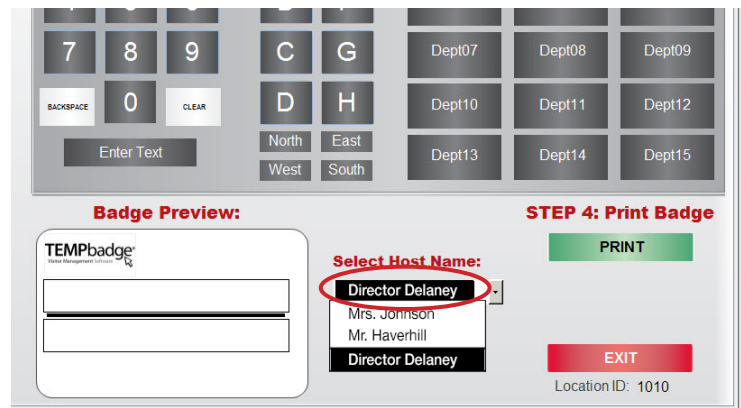 7 8 9 C G Dept07 Dept08 Dept09
BACKSPACE 0 CLEAR D H Dept10 Dept11 Dept12
Enter Text North East Dept13 Dept14 Dept15
West South
Badge Preview: STEP 4: Print Badge
TEMPbadge
Visitor Management Software
PRINT
Select Host Name:
Director Delaney
Mrs. Johnson
Mr. Haverhill
Director Delaney
EXIT
Location ID: 1010